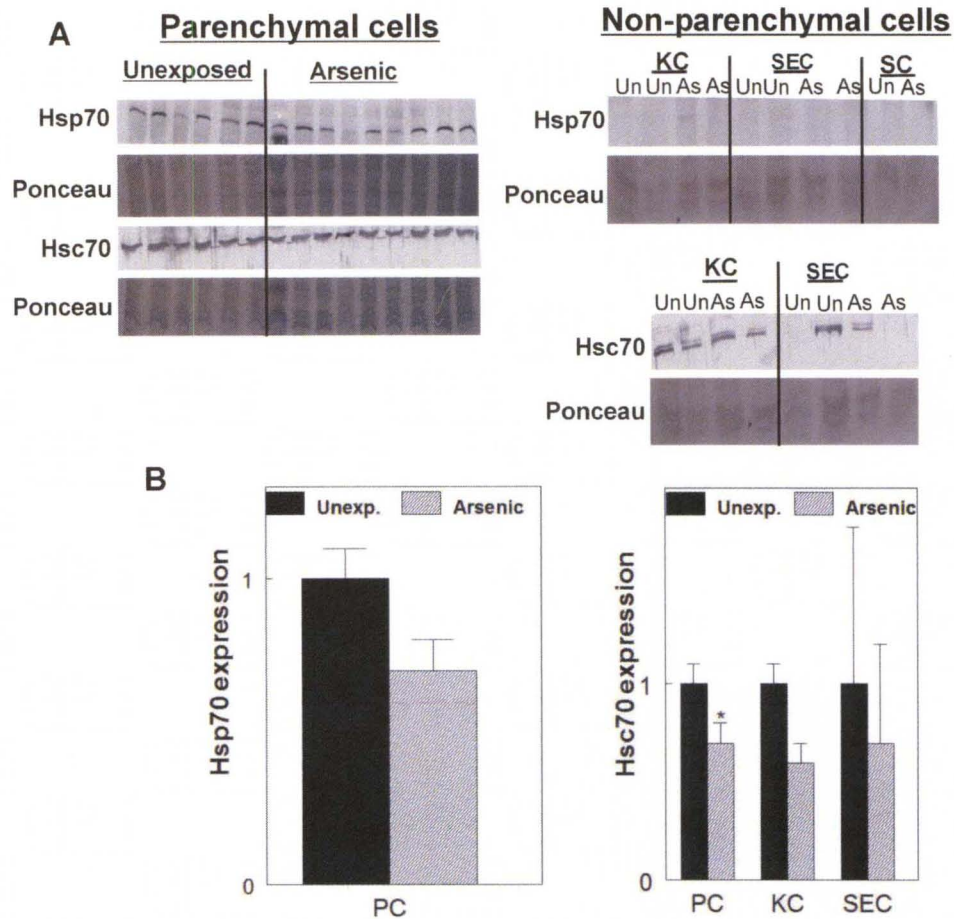 A
Parenchymal cells
Unexposed Arsenic
Hsp70
Ponceau
Hsc70
Ponceau
Non-parenchymal cells
KC SEC SC
Un Un As As Un Un As As Un As
Hsp70
Ponceau
KC SEC
Un Un As As Un Un As As
Hsc70
Ponceau
B
Unexp. Arsenic
Hsp70 expression
1
0
PC
Unexp. Arsenic
Hsc70 expression
1
*
0
PC KC SEC